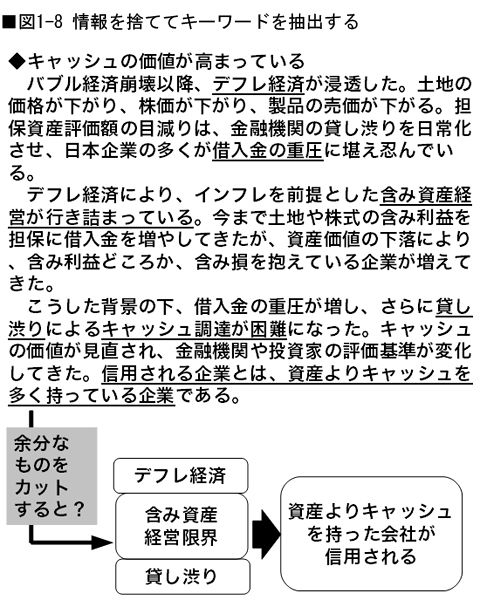 ■図1-8 情報を捨ててキーワードを抽出する
◆キャッシュの価値が高まっている
バブル経済崩壊以降、デフレ経済が浸透した。土地の
価格が下がり、株価が下がり、製品の売価が下がる。担
保資産評価額の目減りは、金融機関の貸し渋りを日常化
させ、日本企業の多くが借入金の重圧に堪え忍んでい
る。
デフレ経済により、インフレを前提とした含み資産経
営が行き詰まっている。今まで土地や株式の含み利益を
担保に借入金を増やしてきたが、資産価値の下落により
、含み利益どころか、含み損を抱えている企業が増えて
きた。
こうした背景の下、借入金の重圧が増し、さらに貸し
渋りによるキャッシュ調達が困難になった。キャッシュ
の価値が見直され、金融機関や投資家の評価基準が変化
してきた。信用される企業とは、資産よりキャッシュを
多く持っている企業である。
余分な
ものを
カット
すると？
デフレ経済
含み資産
経営限界
貸し渋り
資産よりキャッシュ
を持った会社が
信用される